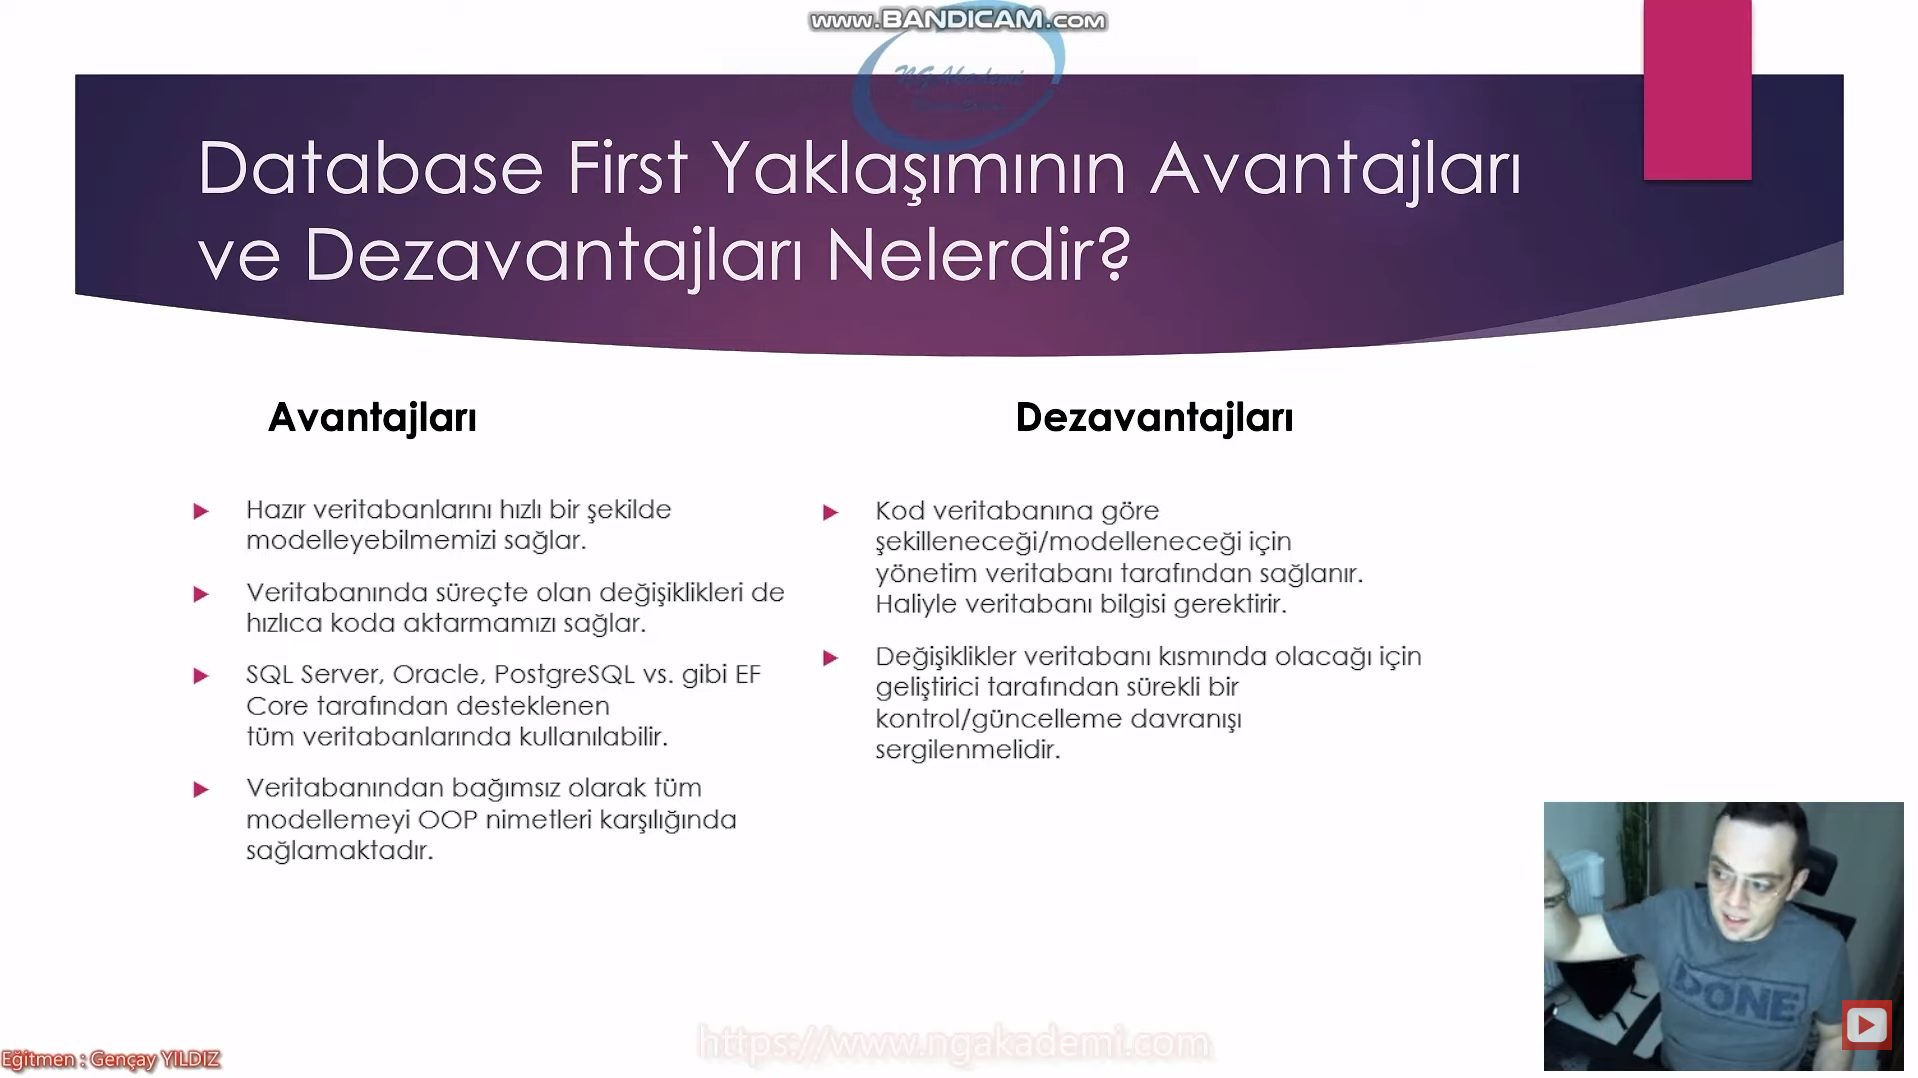 www.BANDICAM.com
NGAkademi
Database First Yaklaşımının Avantajları
ve Dezavantajları Nelerdir?
Avantajları
Hazır veritabanlarını hızlı bir şekilde
modelleyebilmemizi sağlar.
Veritabanında süreçte olan değişiklikleri de
hızlıca koda aktarmamızı sağlar.
SQL Server, Oracle, PostgreSQL vs. gibi EF
Core tarafından desteklenen
tüm veritabanlarında kullanılabilir.
Veritabanından bağımsız olarak tüm
modellemeyi OOP nimetleri karşılığında
sağlamaktadır.
Dezavantajları
Kod veritabanına göre
şekilleneceği/modelleneceği için
yönetim veritabanı tarafından sağlanır.
Haliyle veritabanı bilgisi gerektirir.
Değişiklikler veritabanı kısmında olacağı için
geliştirici tarafından sürekli bir
kontrol/güncelleme davranışı
sergilenmelidir.
DONE
https://www.ngakademi.com
Eğitmen : Gençay YILDIZ